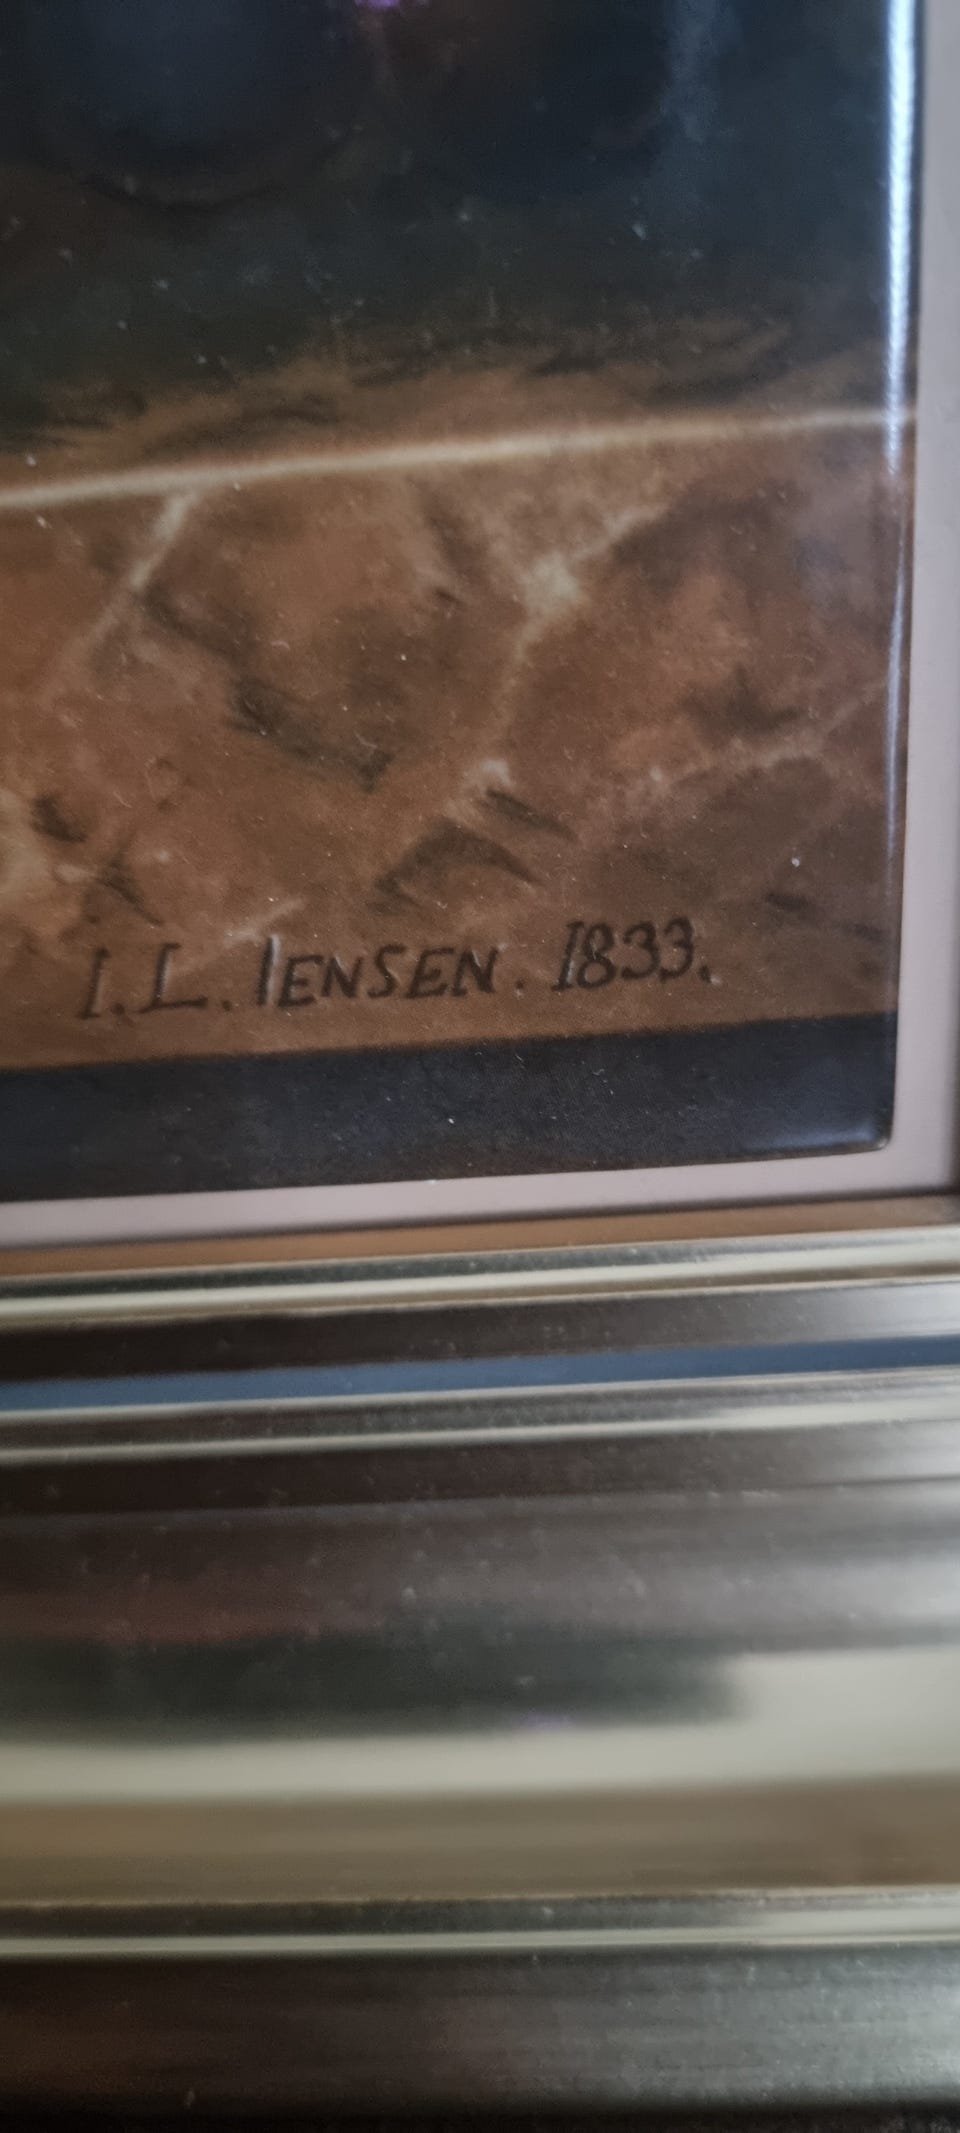 I. L. IENSEN. 1833.